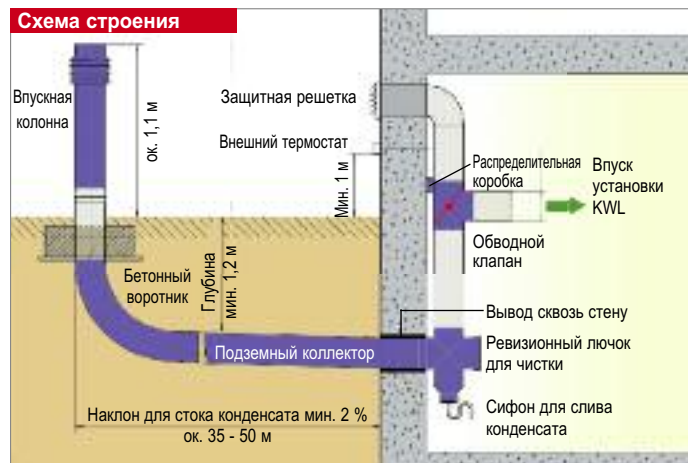 Схема строения
Впускная
колонна
ок. 1,1 м
Защитная решетка
Внешний термостат
Мин. 1 м
Распределительная
коробка
Впуск
установки
KWL
Обводной
клапан
Бетонный
воротник
Глубина
мин. 1,2 м
Вывод сквозь стену
Подземный коллектор
Ревизионный лючок
для чистки
Наклон для стока конденсата мин. 2 %
ок. 35 - 50 м
Сифон для слива
конденсата